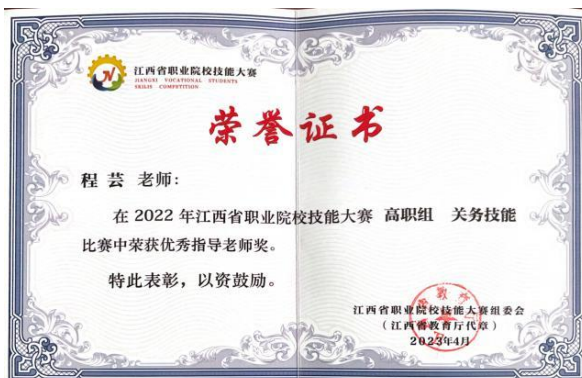 江西省职业院校技能大赛
JIANGXI VOCATIONAL STUDENTS
SKILLS COMPETITION
荣誉证书
程芸 老师:
在 2022 年江西省职业院校技能大赛 高职组 关务技能
比赛中荣获优秀指导老师奖。
特此表彰，以资鼓励。
江西省职业院校技能大赛组委会
(江西省教育厅代章)
2023年4月